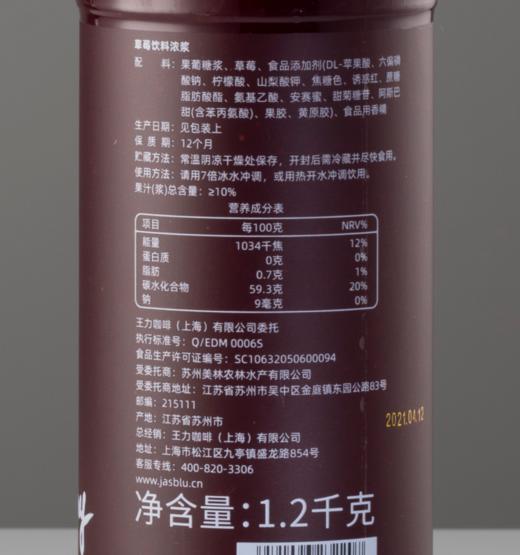 草莓饮料浓浆
配 料：果葡糖浆、草莓、食品添加剂(DL-苹果酸、六偏磷
酸钠、柠檬酸、山梨酸钾、焦糖色、诱惑红、蔗糖
脂肪酸酯、氨基乙酸、安赛蜜、甜菊糖苷、阿斯巴
甜(含苯丙氨酸)、果胶、黄原胶)、食品用香精
生产日期：见包装上
保 质 期：12个月
贮藏方法：常温阴凉干燥处保存，开封后需冷藏并尽快食用。
使用方法：请用7倍冰水冲调，或用热开水冲调饮用。
果汁(浆)总含量：≥10%
营养成分表
项目 每100克 NRV%
能量 1034千焦 12%
蛋白质 0克 0%
脂肪 0.7克 1%
碳水化合物 59.3克 20%
钠 9毫克 0%
王力咖啡（上海）有限公司委托
执行标准号：Q/EDM 0006S
食品生产许可证编号：SC10632050600094
受委托商：苏州美林农林水产有限公司
受委托商地址：江苏省苏州市吴中区金庭镇东园公路83号
邮编：215111
产地：江苏省苏州市
总经销：王力咖啡（上海）有限公司
地址：上海市松江区九亭镇盛龙路854号
客服专线：400-820-3306
www.jasblu.cn
净含量：1.2千克
2021.04.12